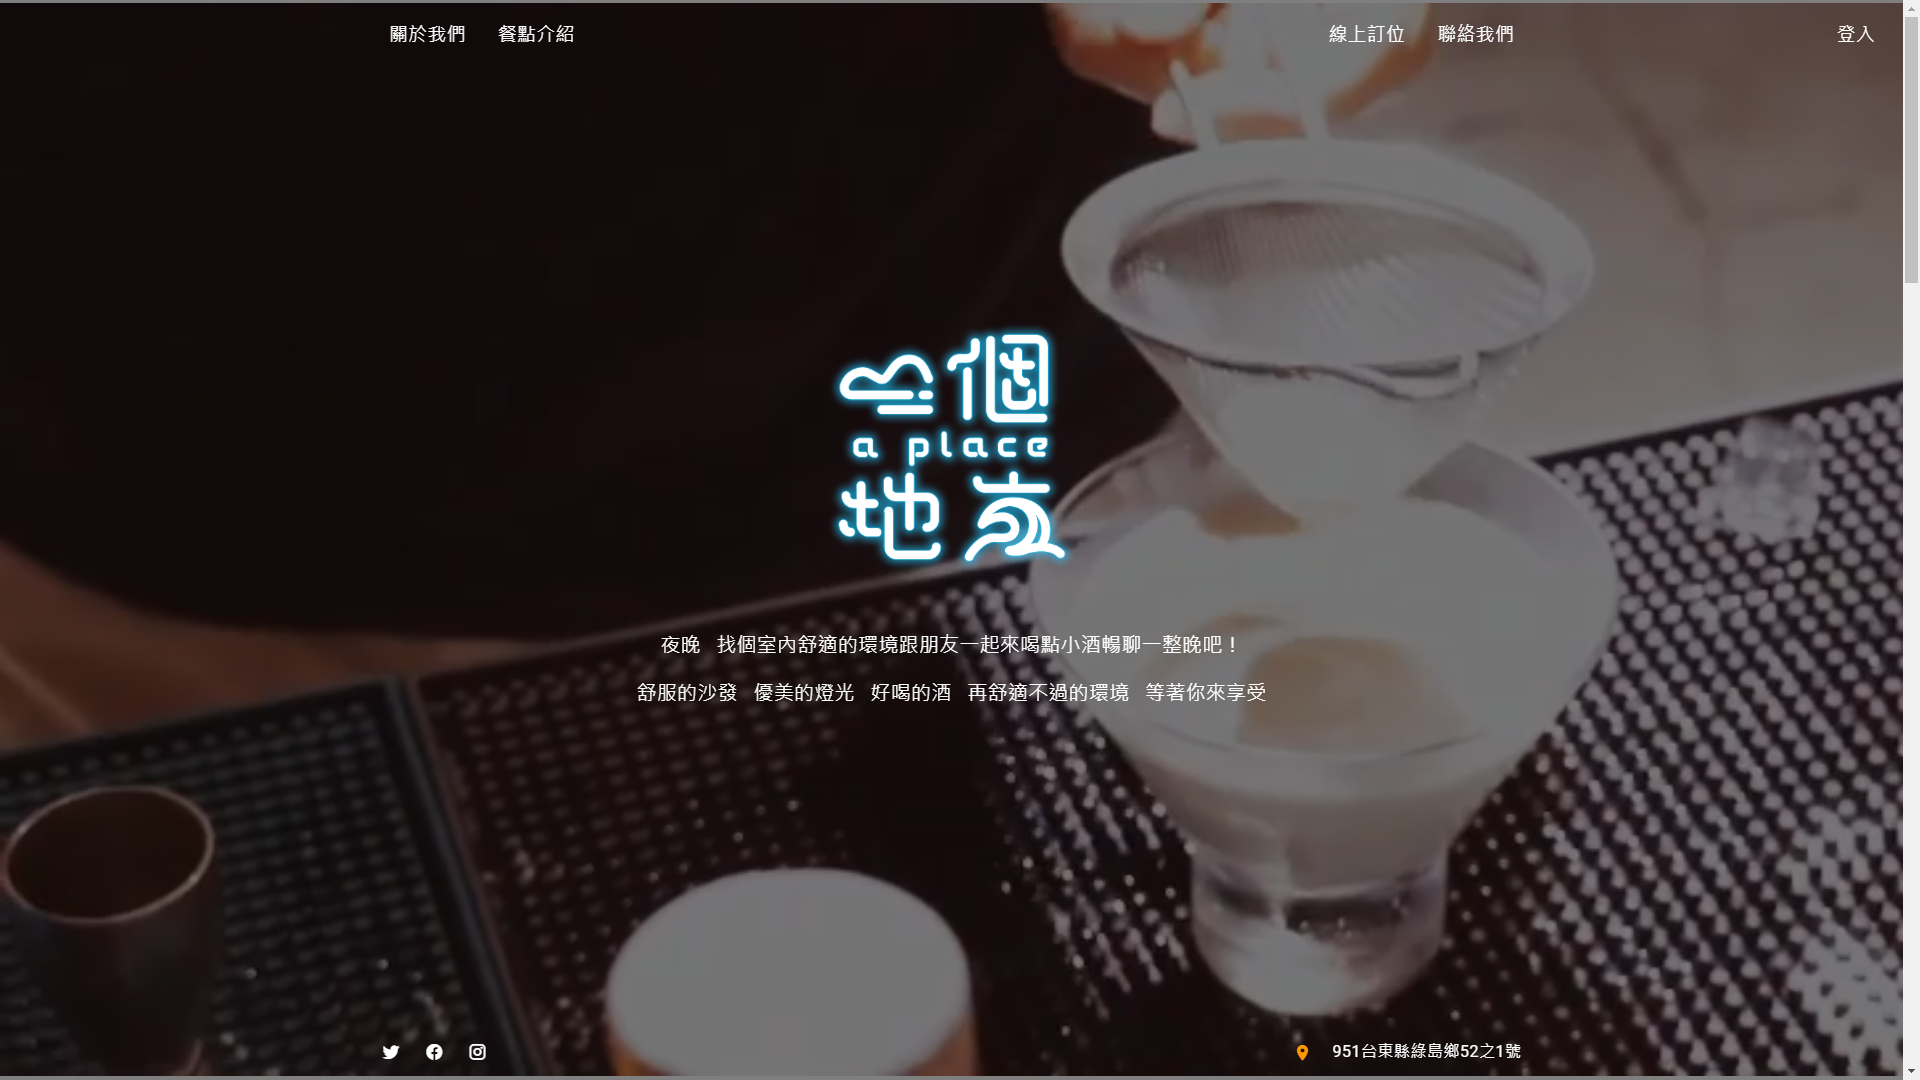 關於我們 餐點介紹 線上訂位 聯絡我們 登入
一個
a place
地方
夜晚 找個室內舒適的環境跟朋友一起來喝點小酒暢聊一整晚吧！
舒服的沙發 優美的燈光 好喝的酒 再舒適不過的環境 等著你來享受
951台東縣綠島鄉52之1號